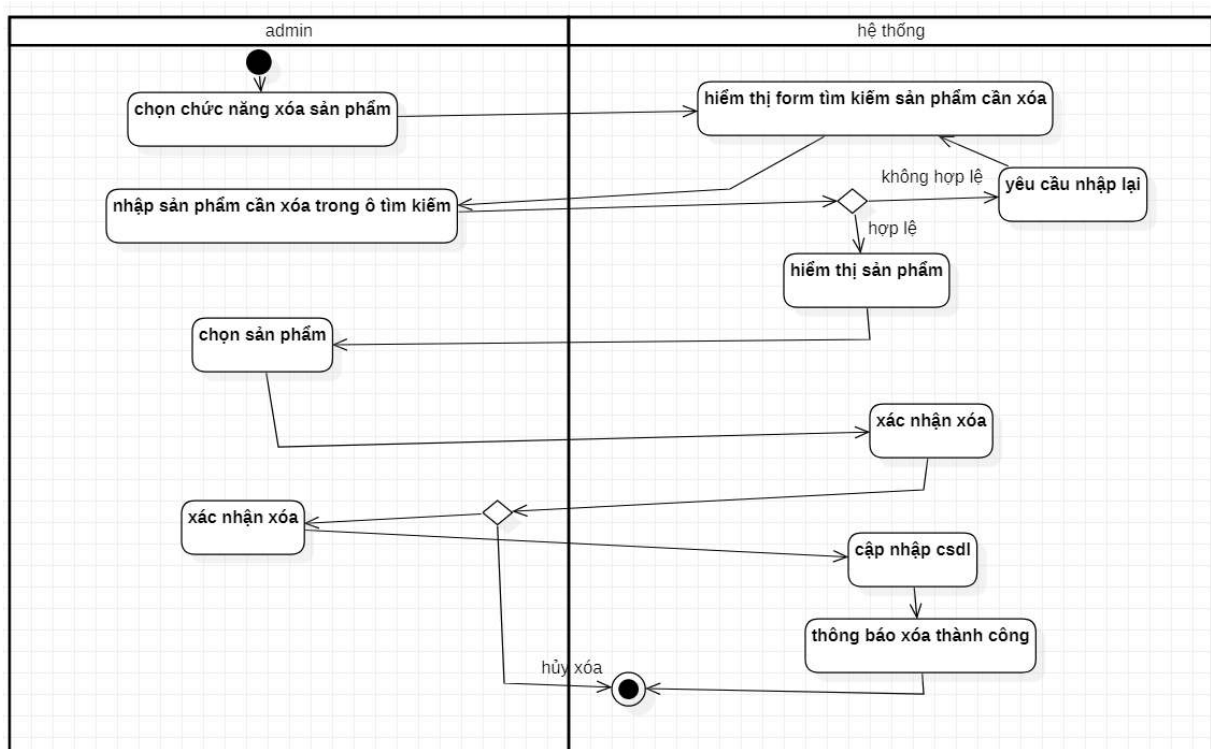 admin
hệ thống
chọn chức năng xóa sản phẩm
hiểm thị form tìm kiếm sản phẩm cần xóa
không hợp lệ
yêu cầu nhập lại
nhập sản phẩm cần xóa trong ô tìm kiếm
hợp lệ
hiểm thị sản phẩm
chọn sản phẩm
xác nhận xóa
xác nhận xóa
cập nhập csdl
thông báo xóa thành công
hủy xóa